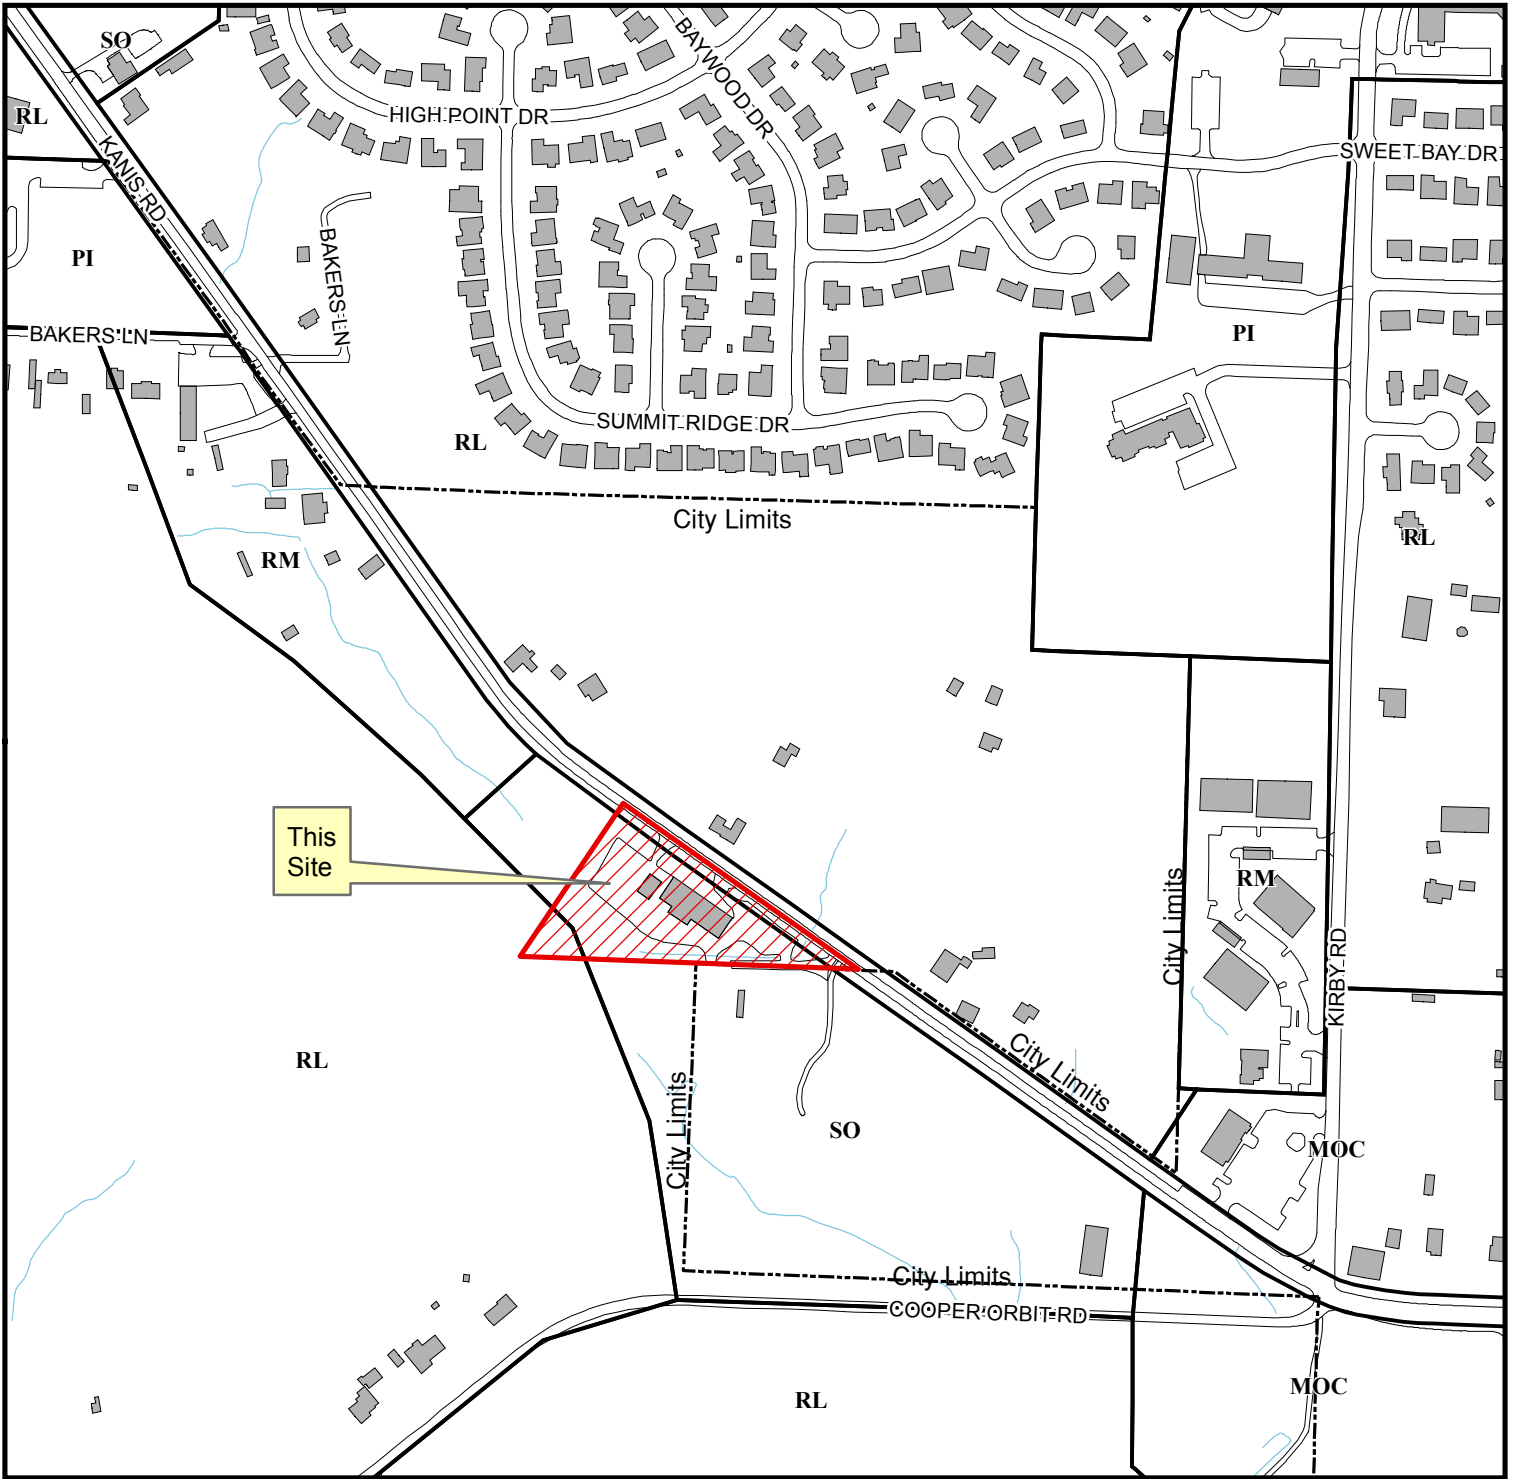 SO
BAYWOOD DR
HIGH POINT DR
RL
KANIS RD
SWEET BAY DR
PI
BAKERS LN
BAKERS LN
PI
SUMMIT RIDGE DR
RL
City Limits
RL
RM
This
Site
RM
City Limits
KIRBY RD
RL
City Limits
City Limits
SO
MOC
City Limits
COOPER ORBIT RD
MOC
RL